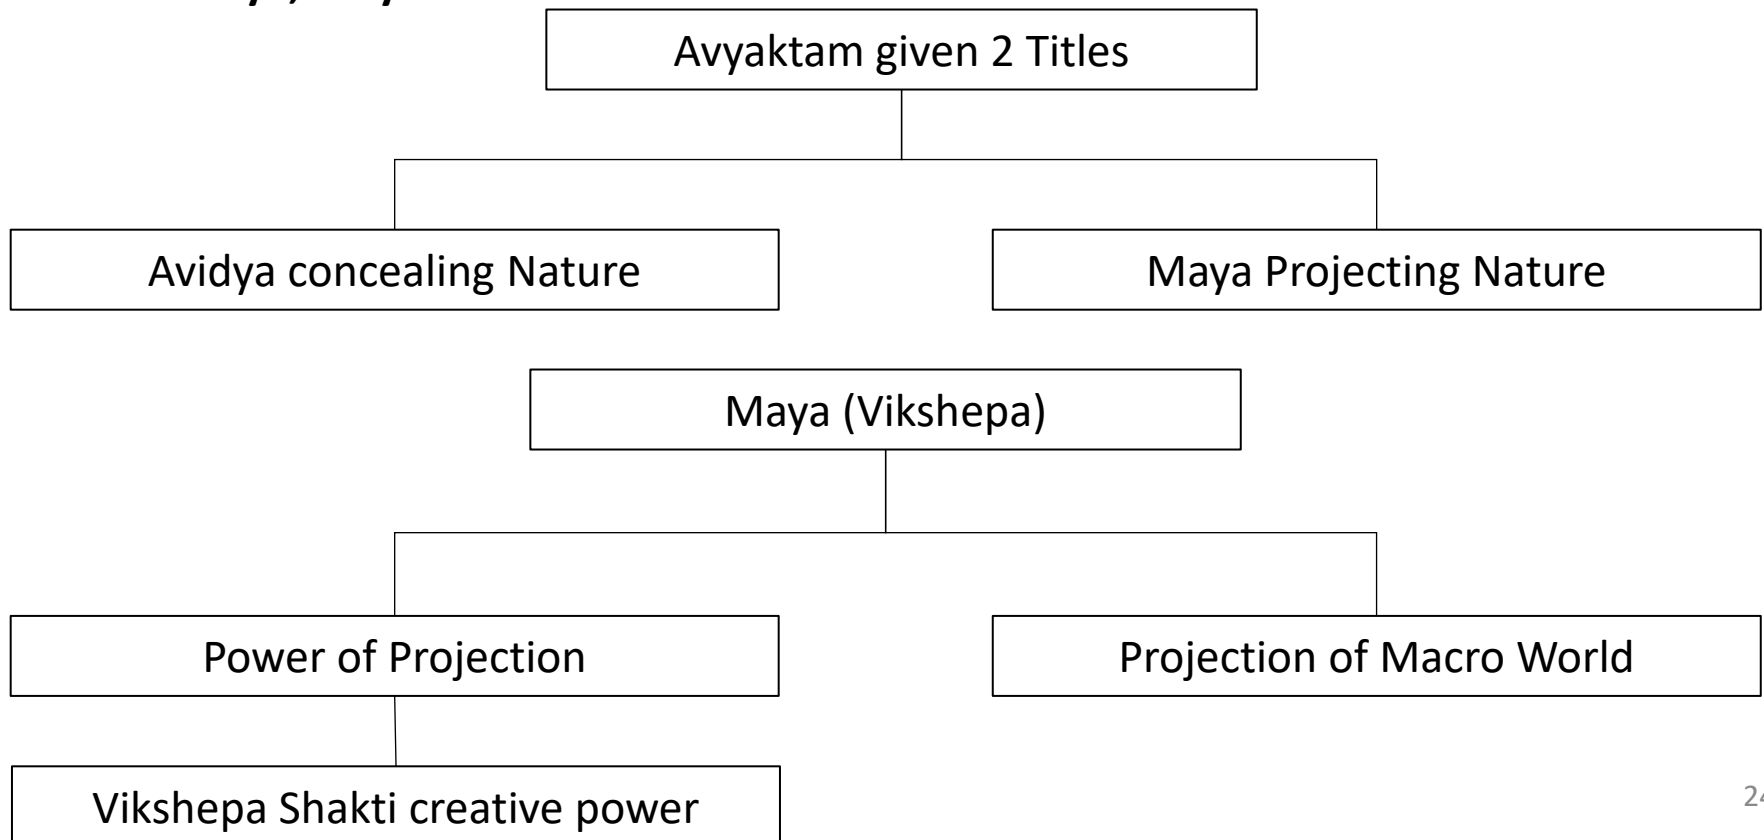 Avyaktam given 2 Titles
Avidya concealing Nature
Maya Projecting Nature
Maya (Vikshepa)
Power of Projection
Projection of Macro World
Vikshepa Shakti creative power